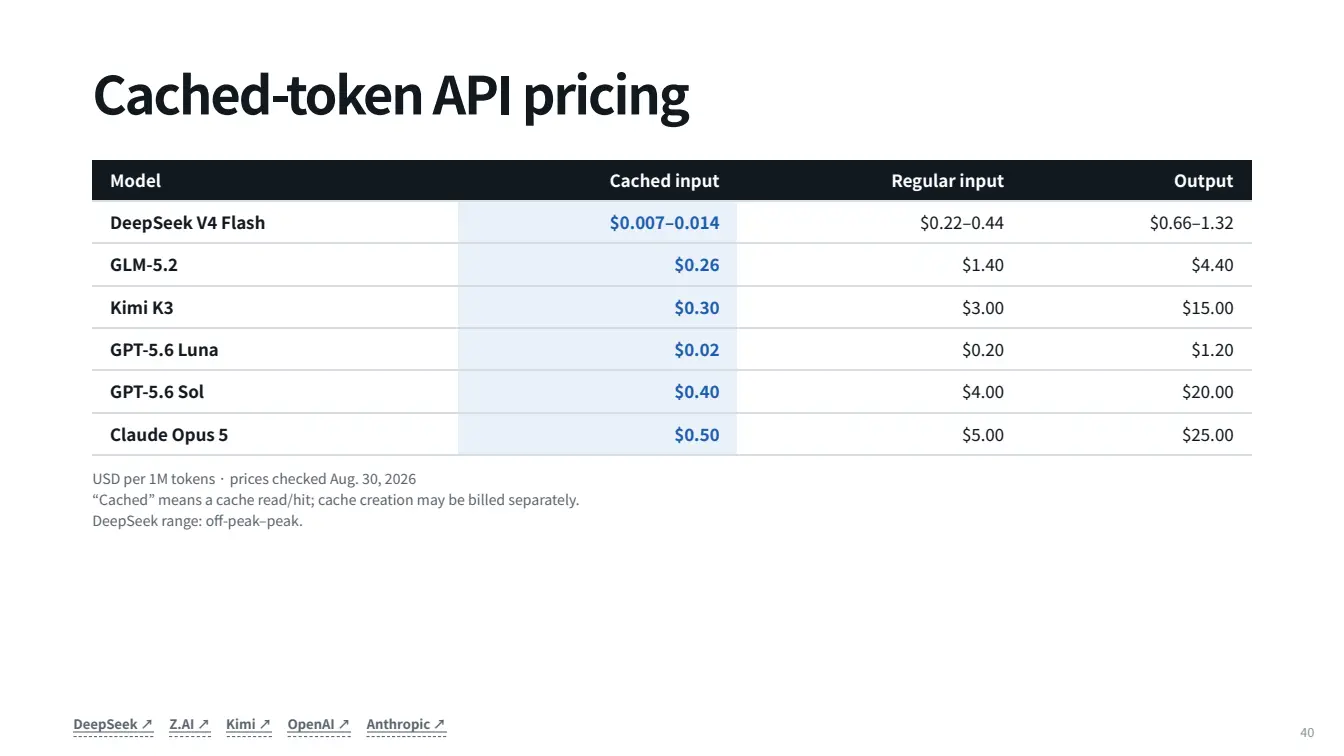 Cached-token API pricing
Model Cached input Regular input Output
DeepSeek V4 Flash $0.007–0.014 $0.22–0.44 $0.66–1.32
GLM-5.2 $0.26 $1.40 $4.40
Kimi K3 $0.30 $3.00 $15.00
GPT-5.6 Luna $0.02 $0.20 $1.20
GPT-5.6 Sol $0.40 $4.00 $20.00
Claude Opus 5 $0.50 $5.00 $25.00
USD per 1M tokens · prices checked Aug. 30, 2026
“Cached” means a cache read/hit; cache creation may be billed separately.
DeepSeek range: off-peak–peak.
DeepSeek ↗ Z.AI ↗ Kimi ↗ OpenAI ↗ Anthropic ↗
40